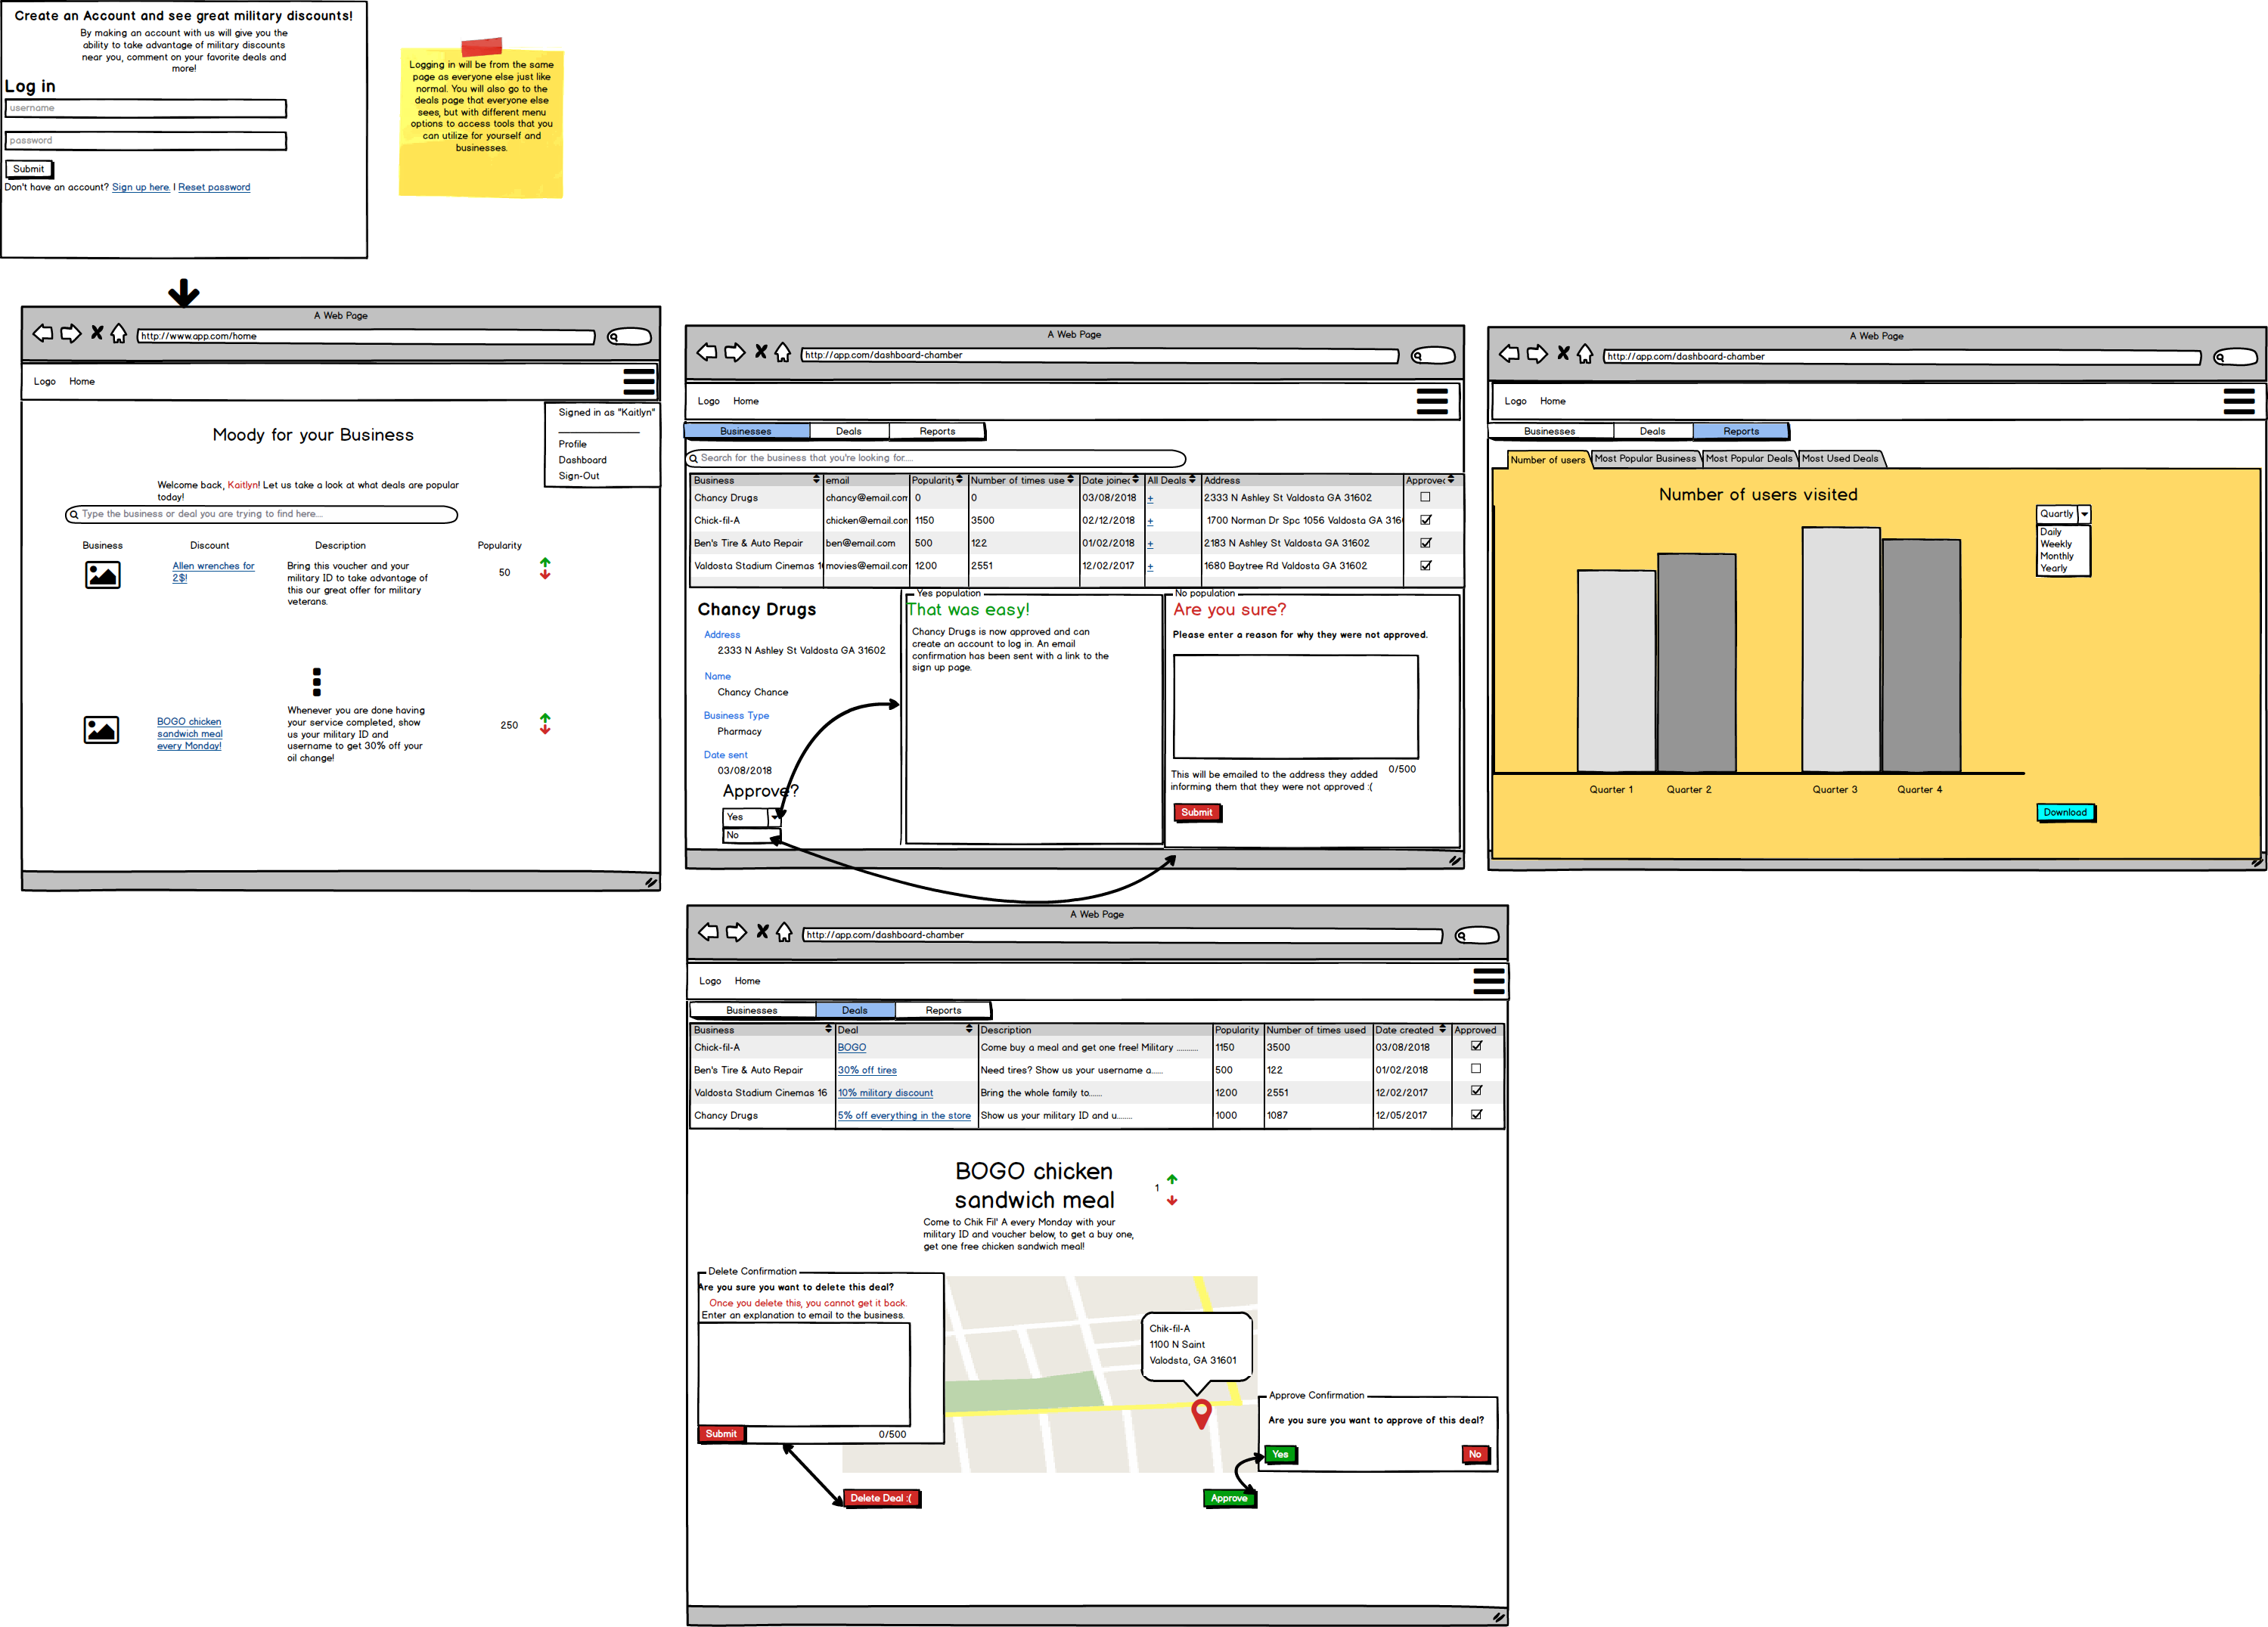 Create an Account and see great military discounts!
By making an account with us will give you the
ability to take advantage of military discounts
near you, comment on your favorite deals and
more!
Log in
username
password
Submit
Don't have an account? Sign up here. | Reset password
Logging in will be from the same
page as everyone else just like
normal. You will also go to the
deals page that everyone else
sees, but with different menu
options to access tools that you
can utilize for yourself and
businesses.
A Web Page
http://www.app.com/home
Logo Home
Signed in as "Kaitlyn"
Profile
Dashboard
Sign-Out
Moody for your Business
Welcome back, Kaitlyn! Let us take a look at what deals are popular
today!
Type the business or deal you are trying to find here...
Business Discount Description Popularity
Allen wrenches for
2$!
Bring this voucher and your
military ID to take advantage of
this our great offer for military
veterans.
50
BOGO chicken
sandwich meal
every Monday!
Whenever you are done having
your service completed, show
us your military ID and
username to get 30% off your
oil change!
250
A Web Page
http://app.com/dashboard-chamber
Logo Home
Businesses Deals Reports
Search for the business that you're looking for.....
Business email Popularity Number of times use Date joined All Deals Address Approved
Chancy Drugs chancy@email.com 0 0 03/08/2018 + 2333 N Ashley St Valdosta GA 31602
Chick-fil-A chicken@email.com 1150 3500 02/12/2018 + 1700 Norman Dr Spc 1056 Valdosta GA 316
Ben's Tire & Auto Repair ben@email.com 500 122 01/02/2018 + 2183 N Ashley St Valdosta GA 31602
Valdosta Stadium Cinemas 16 movies@email.com 1200 2551 12/02/2017 + 1680 Baytree Rd Valdosta GA 31602
Chancy Drugs
Address
2333 N Ashley St Valdosta GA 31602
Name
Chancy Chance
Business Type
Pharmacy
Date sent
03/08/2018
Approve?
Yes
No
Yes population
That was easy!
Chancy Drugs is now approved and can
create an account to log in. An email
confirmation has been sent with a link to the
sign up page.
No population
Are you sure?
Please enter a reason for why they were not approved.
0/500
This will be emailed to the address they added
informing them that they were not approved :(
Submit
A Web Page
http://app.com/dashboard-chamber
Logo Home
Businesses Deals Reports
Number of users Most Popular Business Most Popular Deals Most Used Deals
Number of users visited
Quartly
Daily
Weekly
Monthly
Yearly
Quarter 1 Quarter 2 Quarter 3 Quarter 4
Download
A Web Page
http://app.com/dashboard-chamber
Logo Home
Businesses Deals Reports
Business Deal Description Popularity Number of times used Date created Approved
Chick-fil-A BOGO Come buy a meal and get one free! Military .......... 1150 3500 03/08/2018
Ben's Tire & Auto Repair 30% off tires Need tires? Show us your username a...... 500 122 01/02/2018
Valdosta Stadium Cinemas 16 10% military discount Bring the whole family to...... 1200 2551 12/02/2017
Chancy Drugs 5% off everything in the store Show us your military ID and u....... 1000 1087 12/05/2017
BOGO chicken
sandwich meal
1
Come to Chik Fil' A every Monday with your
military ID and voucher below, to get a buy one,
get one free chicken sandwich meal!
Delete Confirmation
Are you sure you want to delete this deal?
Once you delete this, you cannot get it back.
Enter an explanation to email to the business.
Submit
0/500
Chik-fil-A
1100 N Saint
Valodsta, GA 31601
Approve Confirmation
Are you sure you want to approve of this deal?
Yes No
Delete Deal :(
Approve